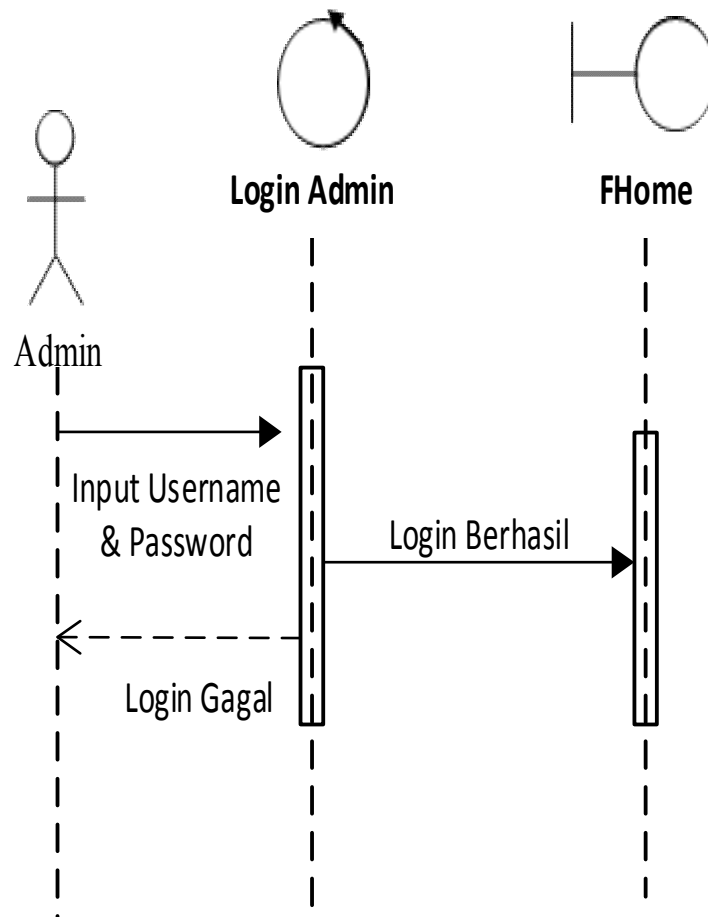 Login Admin
FHome
Admin
Input Username
& Password
Login Berhasil
Login Gagal